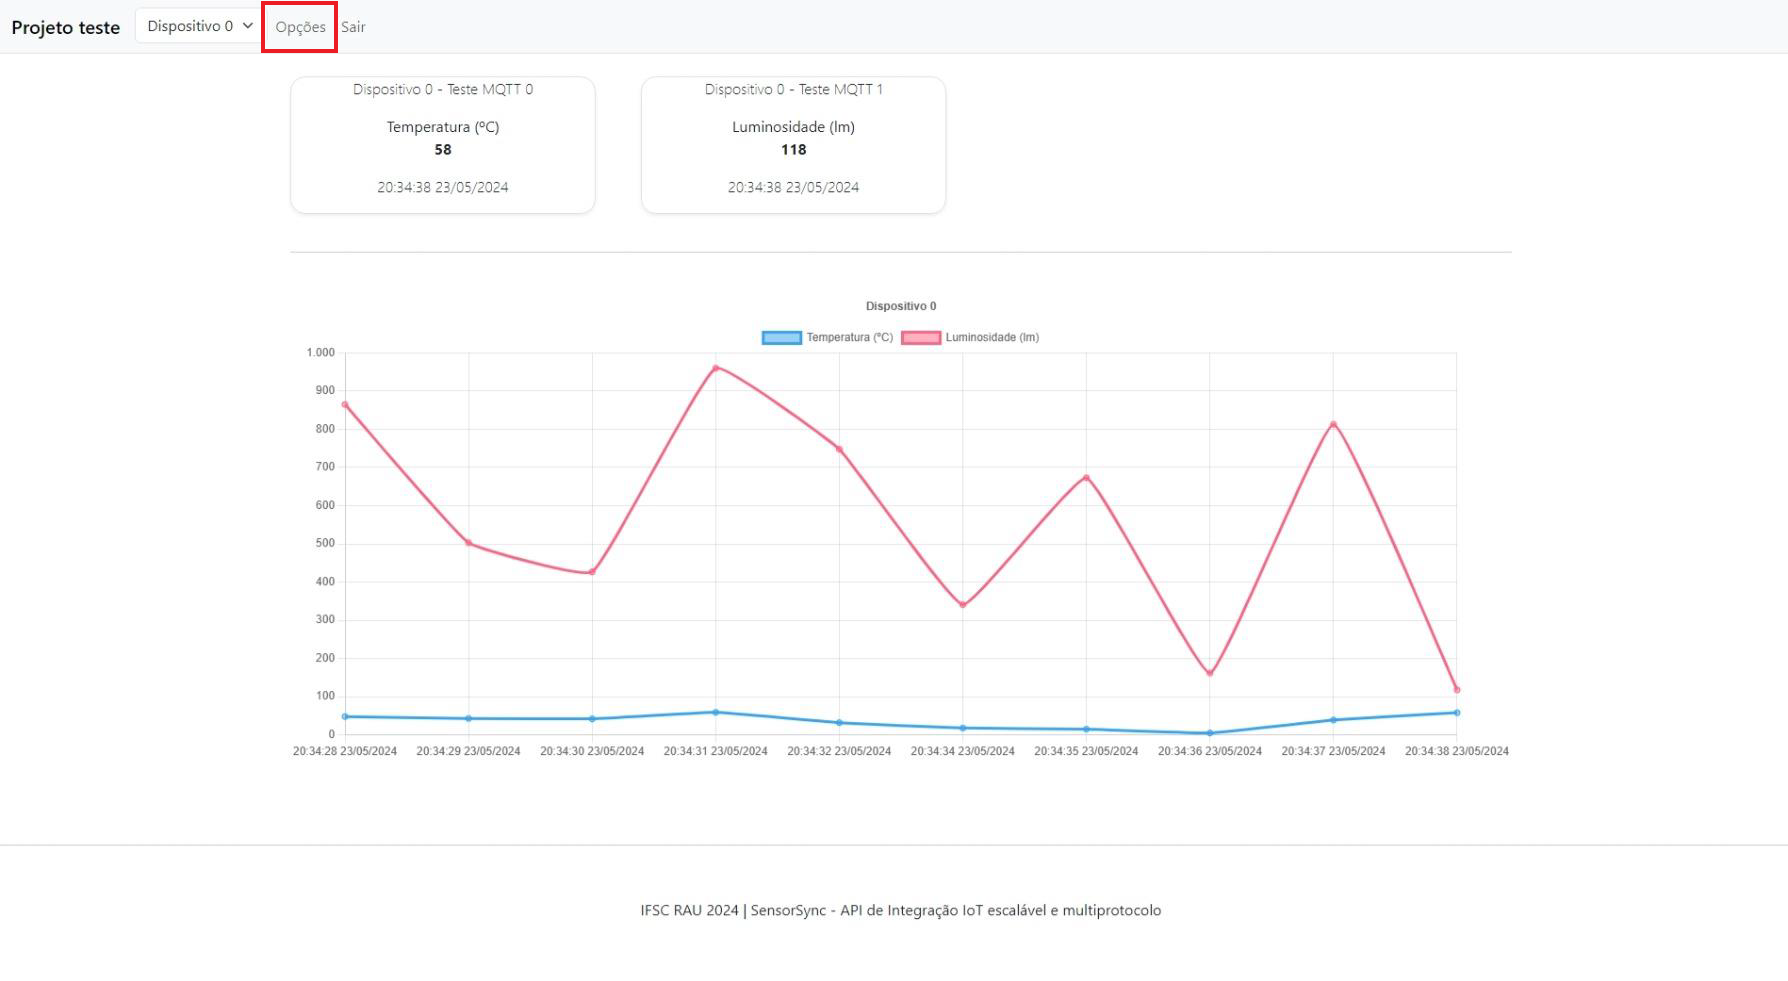 Projeto teste Dispositivo 0 Opções Sair
Dispositivo 0 - Teste MQTT 0
Temperatura (ºC)
58
20:34:38 23/05/2024
Dispositivo 0 - Teste MQTT 1
Luminosidade (lm)
118
20:34:38 23/05/2024
Dispositivo 0
Temperatura (ºC) Luminosidade (lm)
1.000
900
800
700
600
500
400
300
200
100
0
20:34:28 23/05/2024 20:34:29 23/05/2024 20:34:30 23/05/2024 20:34:31 23/05/2024 20:34:32 23/05/2024 20:34:34 23/05/2024 20:34:35 23/05/2024 20:34:36 23/05/2024 20:34:37 23/05/2024 20:34:38 23/05/2024
IFSC RAU 2024 | SensorSync - API de Integração IoT escalável e multiprotocolo